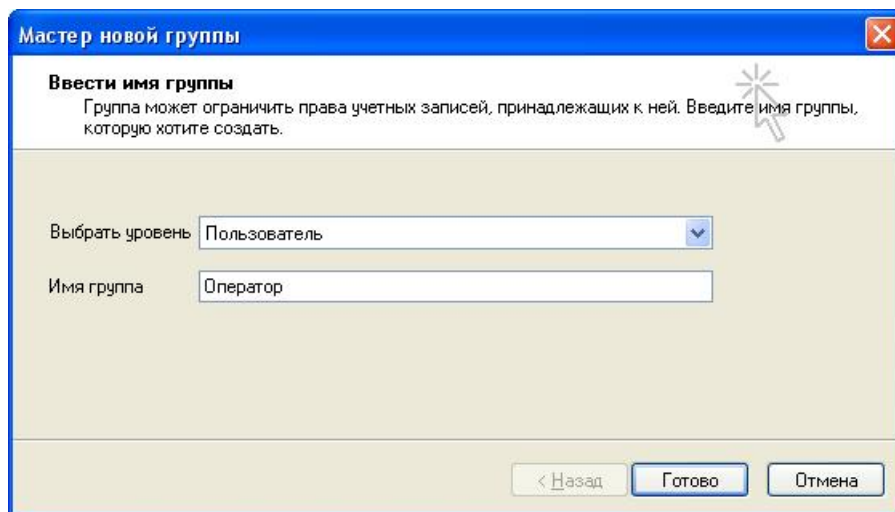 Мастер новой группы
Ввести имя группы
Группа может ограничить права учетных записей, принадлежащих к ней. Введите имя группы,
которую хотите создать.
Выбрать уровень Пользователь
Имя группа Оператор
< Назад Готово Отмена